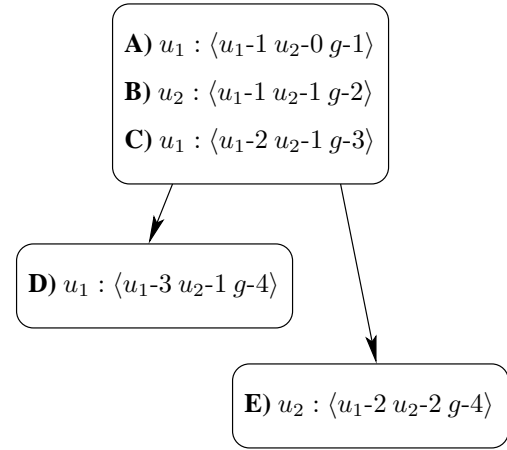 A) u₁ : ⟨u₁-1 u₂-0 g-1⟩
B) u₂ : ⟨u₁-1 u₂-1 g-2⟩
C) u₁ : ⟨u₁-2 u₂-1 g-3⟩
D) u₁ : ⟨u₁-3 u₂-1 g-4⟩
E) u₂ : ⟨u₁-2 u₂-2 g-4⟩